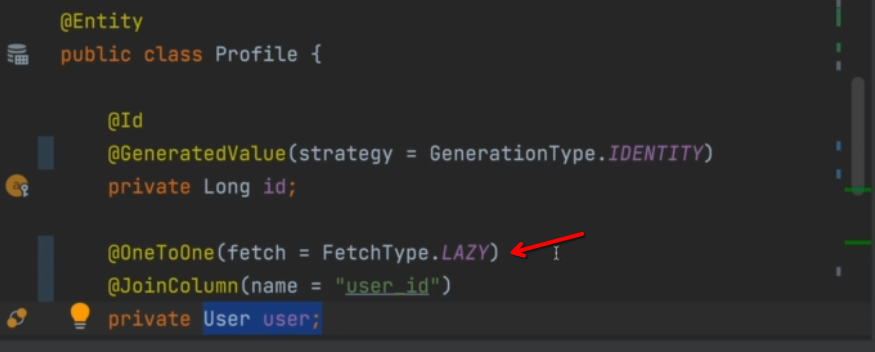 @Entity
public class Profile {
@Id
@GeneratedValue(strategy = GenerationType.IDENTITY)
private Long id;
@OneToOne(fetch = FetchType.LAZY)
@JoinColumn(name = "user_id")
private User user;